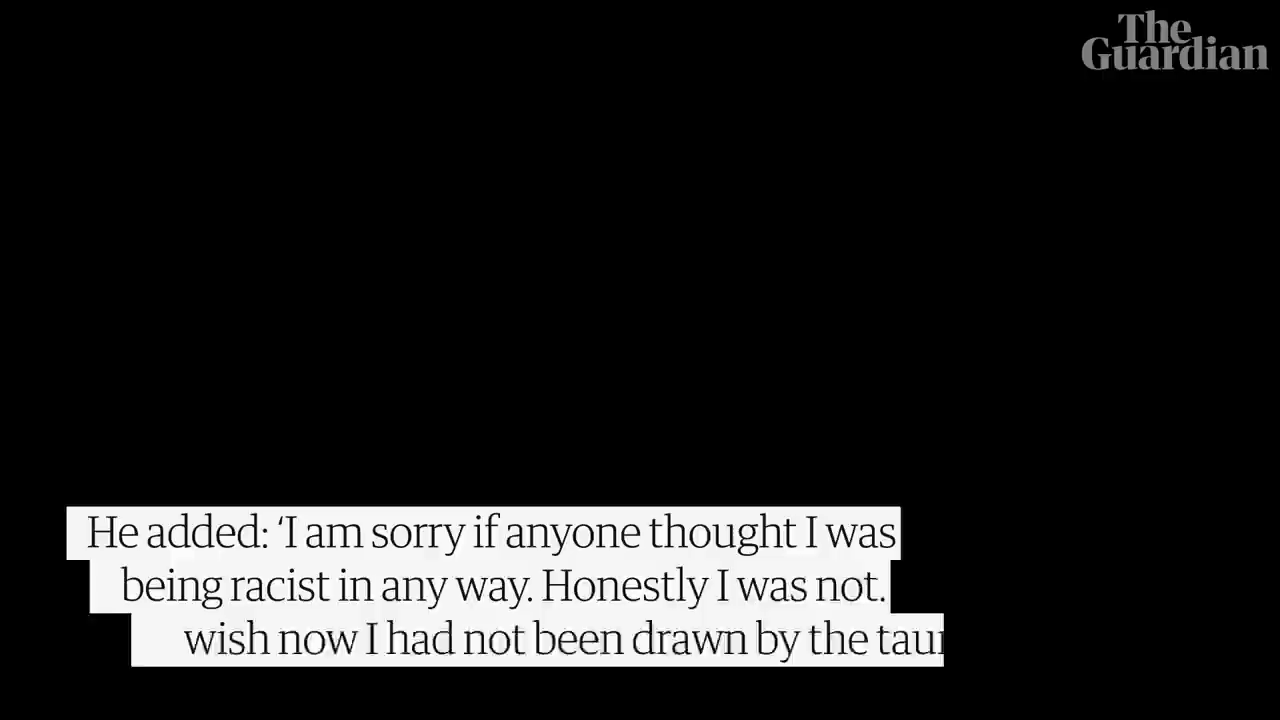 The
Guardian
He added: ‘I am sorry if anyone thought I was
being racist in any way. Honestly I was not.
wish now I had not been drawn by the